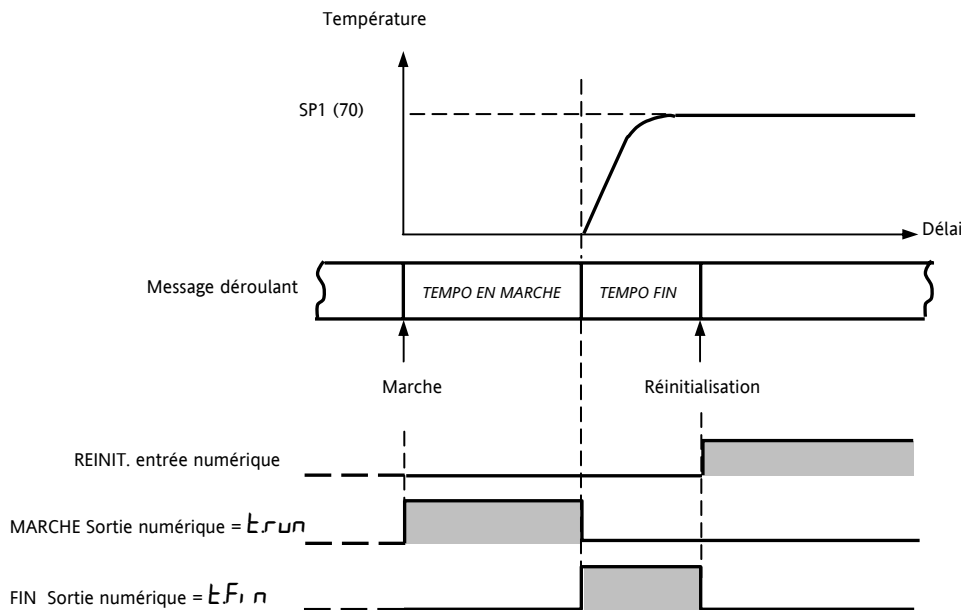 Température
SP1 (70)
Délai
Message déroulant
TEMPO EN MARCHE
TEMPO FIN
Marche
Réinitialisation
REINIT. entrée numérique
MARCHE Sortie numérique = t.run
FIN Sortie numérique = t.Fin